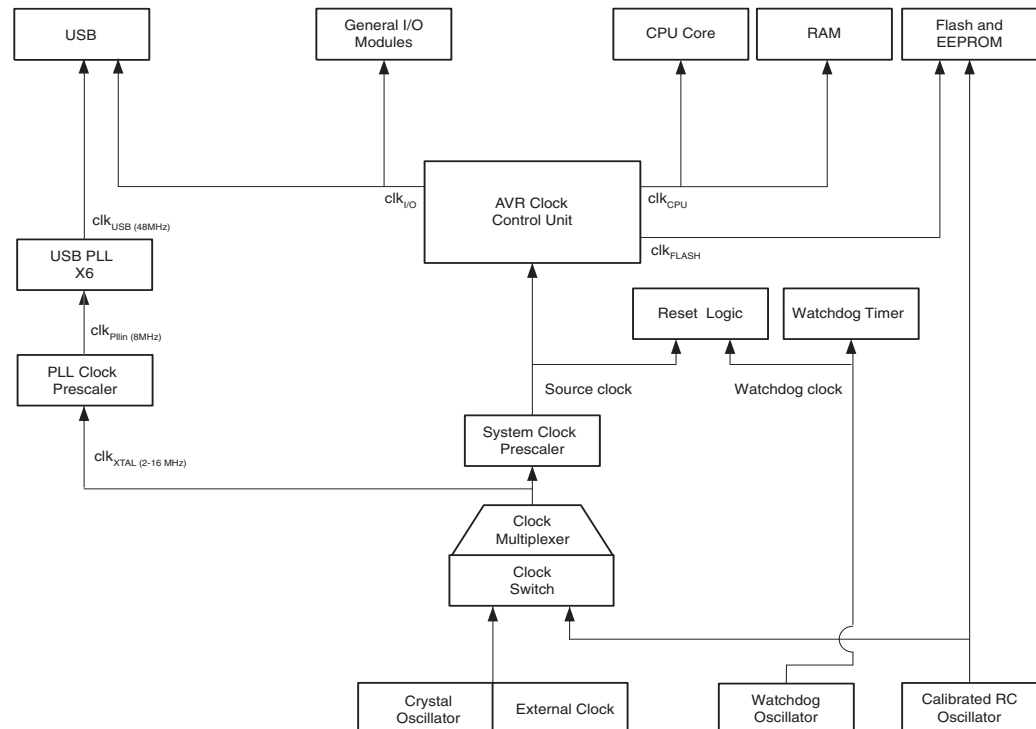 USB
General I/O
Modules
CPU Core
RAM
Flash and
EEPROM
clkI/O
AVR Clock
Control Unit
clkCPU
clkUSB (48MHz)
clkFLASH
USB PLL
X6
Reset Logic
Watchdog Timer
clkPllin (8MHz)
PLL Clock
Prescaler
Source clock
Watchdog clock
System Clock
Prescaler
clkXTAL (2-16 MHz)
Clock
Multiplexer
Clock
Switch
Crystal
Oscillator
External Clock
Watchdog
Oscillator
Calibrated RC
Oscillator